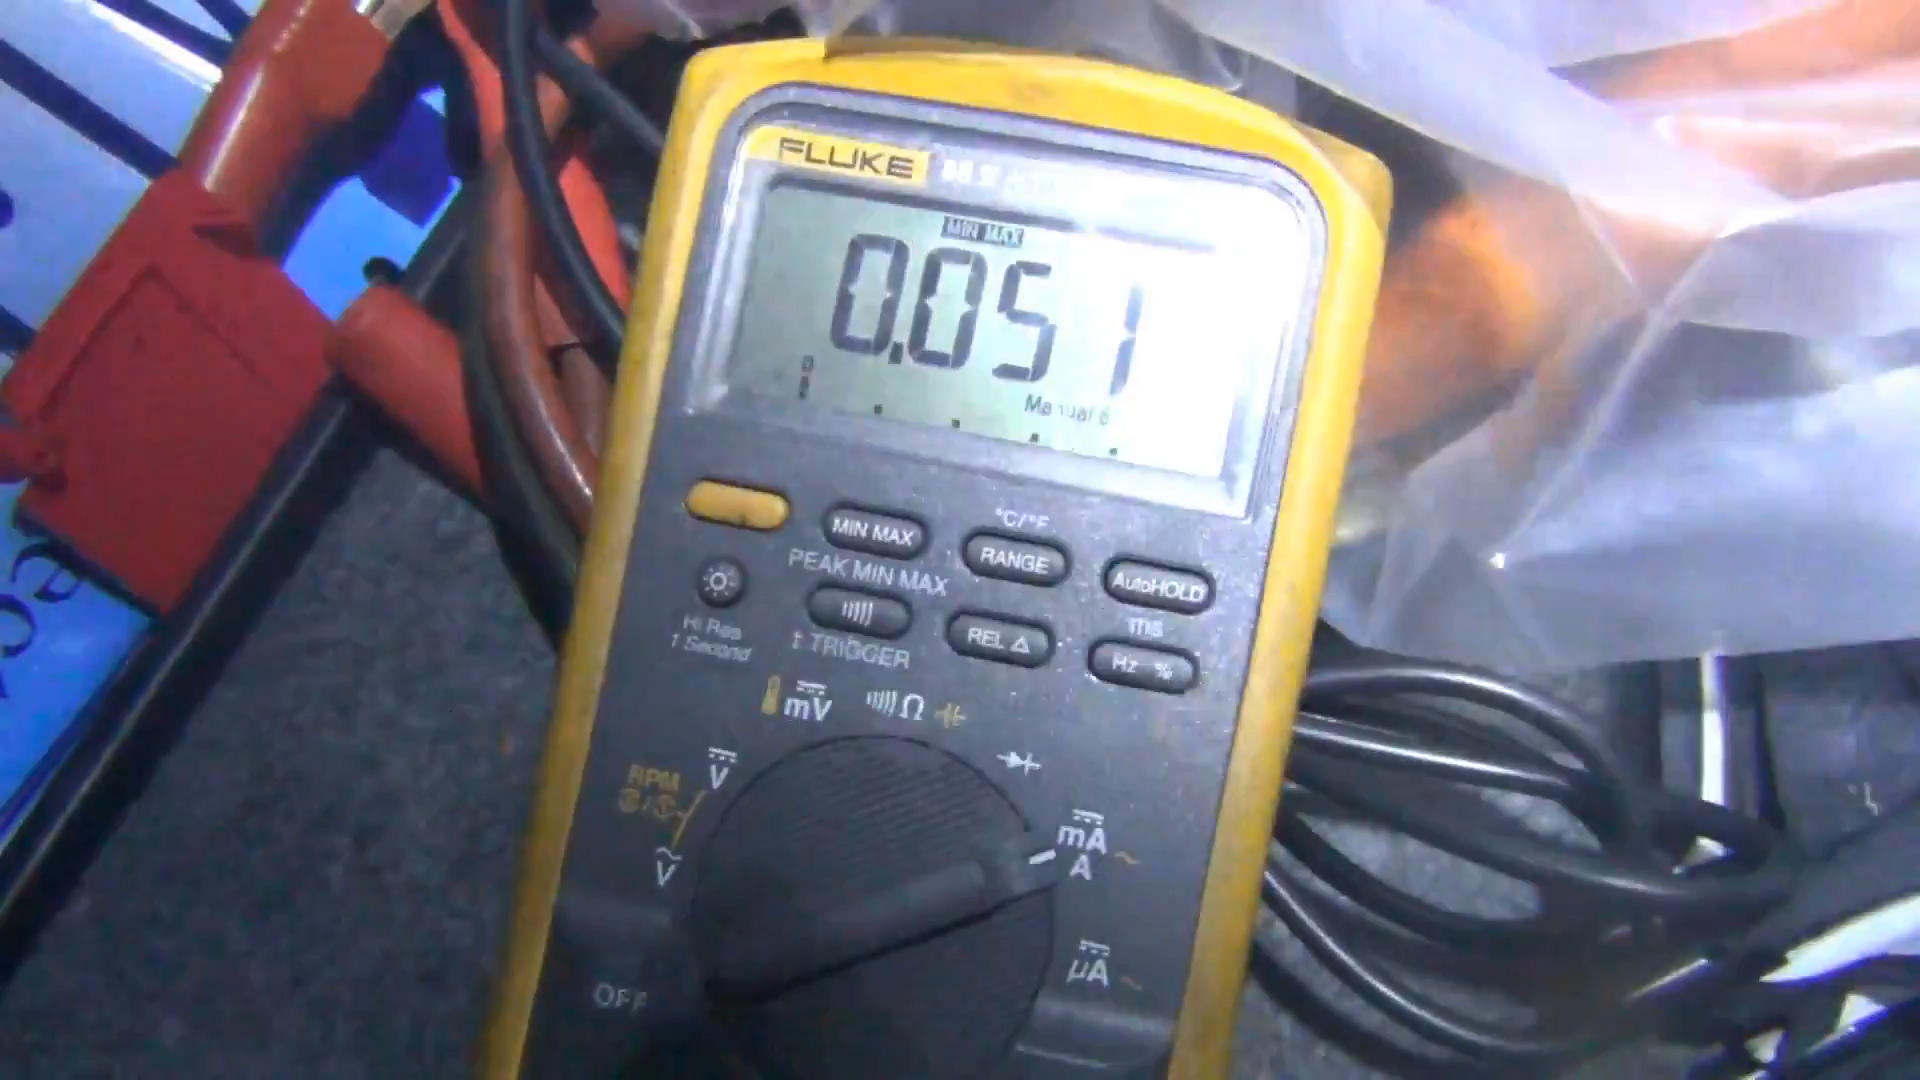 FLUKE
MIN MAX
0.051
Manual 6
°C/°F
MIN MAX
RANGE
AutoHOLD
PEAK MIN MAX
ms
Hi Res
1 Second
TRIGGER
REL Δ
Hz %
mV
Ω
V
RPM
mA
A
V
µA
OFF